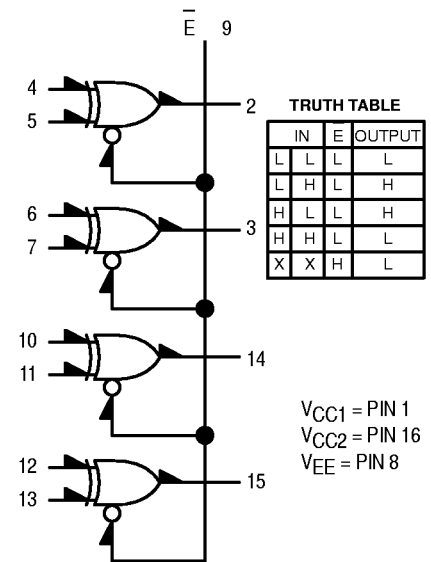 E̅ 9
4
5
2
6
7
3
10
11
14
12
13
15
TRUTH TABLE
IN E̅ OUTPUT
L L L L
L H L H
H L L H
H H L L
X X H L
VCC1 = PIN 1
VCC2 = PIN 16
VEE = PIN 8